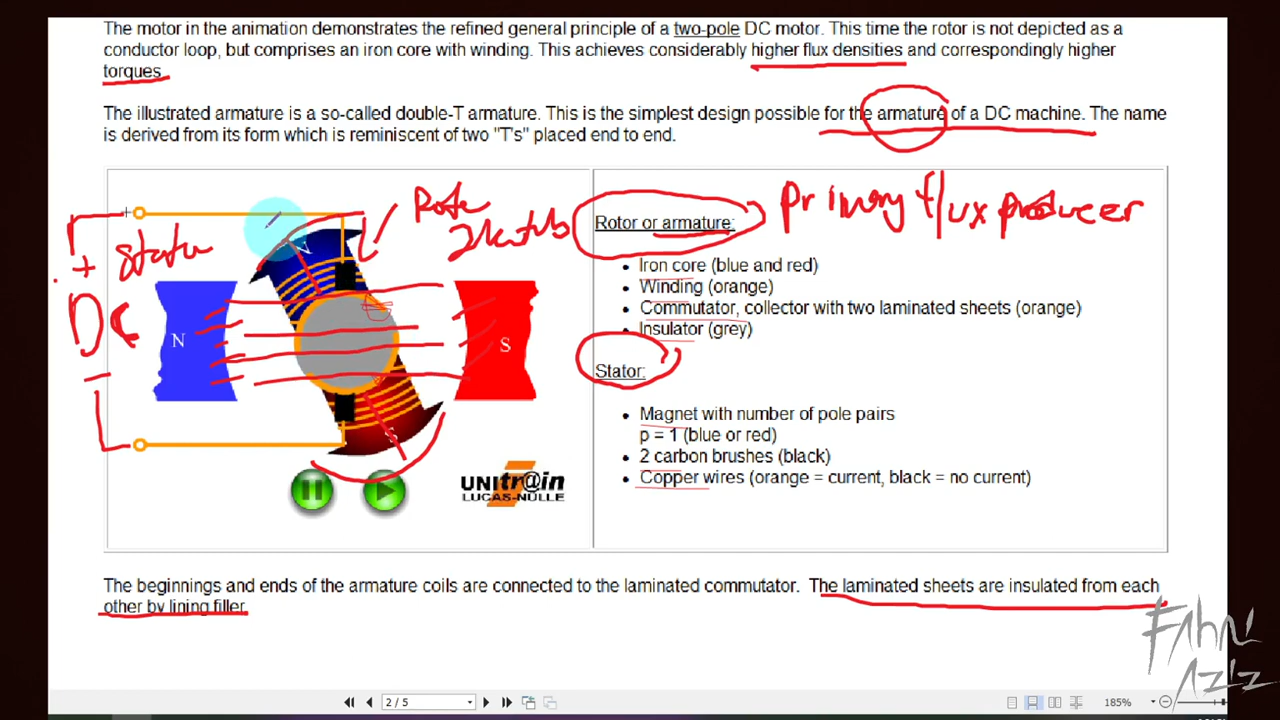 The motor in the animation demonstrates the refined general principle of a two-pole DC motor. This time the rotor is not depicted as a
conductor loop, but comprises an iron core with winding. This achieves considerably higher flux densities and correspondingly higher
torques.
The illustrated armature is a so-called double-T armature. This is the simplest design possible for the armature of a DC machine. The name
is derived from its form which is reminiscent of two "T's" placed end to end.
+
+
DC
N
N
S
S
UNItr@in
LUCAS-NÜLLE
Rotor or armature:
Primary flux producer
Iron core (blue and red)
Winding (orange)
Commutator, collector with two laminated sheets (orange)
Insulator (grey)
Stator:
Magnet with number of pole pairs
p = 1 (blue or red)
2 carbon brushes (black)
Copper wires (orange = current, black = no current)
The beginnings and ends of the armature coils are connected to the laminated commutator. The laminated sheets are insulated from each
other by lining filler.
FAHMI
AZIZ
2 / 5
185%